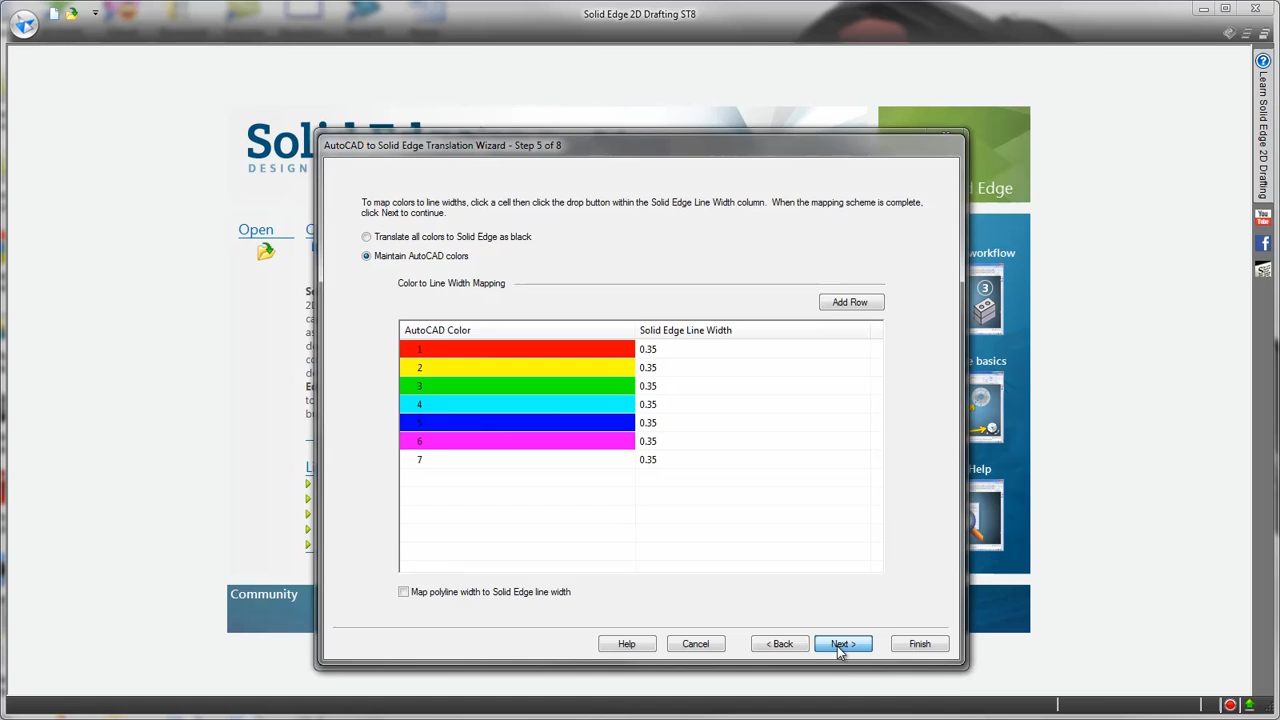 Solid Edge 2D Drafting ST8
Learn Solid Edge 2D Drafting
You
Tube
DESIGN
d Edge
Open
workflow
3
e basics
Help
Community
AutoCAD to Solid Edge Translation Wizard - Step 5 of 8
To map colors to line widths, click a cell then click the drop button within the Solid Edge Line Width column. When the mapping scheme is complete,
click Next to continue.
Translate all colors to Solid Edge as black
Maintain AutoCAD colors
Color to Line Width Mapping
Add Row
AutoCAD Color Solid Edge Line Width
1 0.35
2 0.35
3 0.35
4 0.35
5 0.35
6 0.35
7 0.35
Map polyline width to Solid Edge line width
Help Cancel < Back Next > Finish